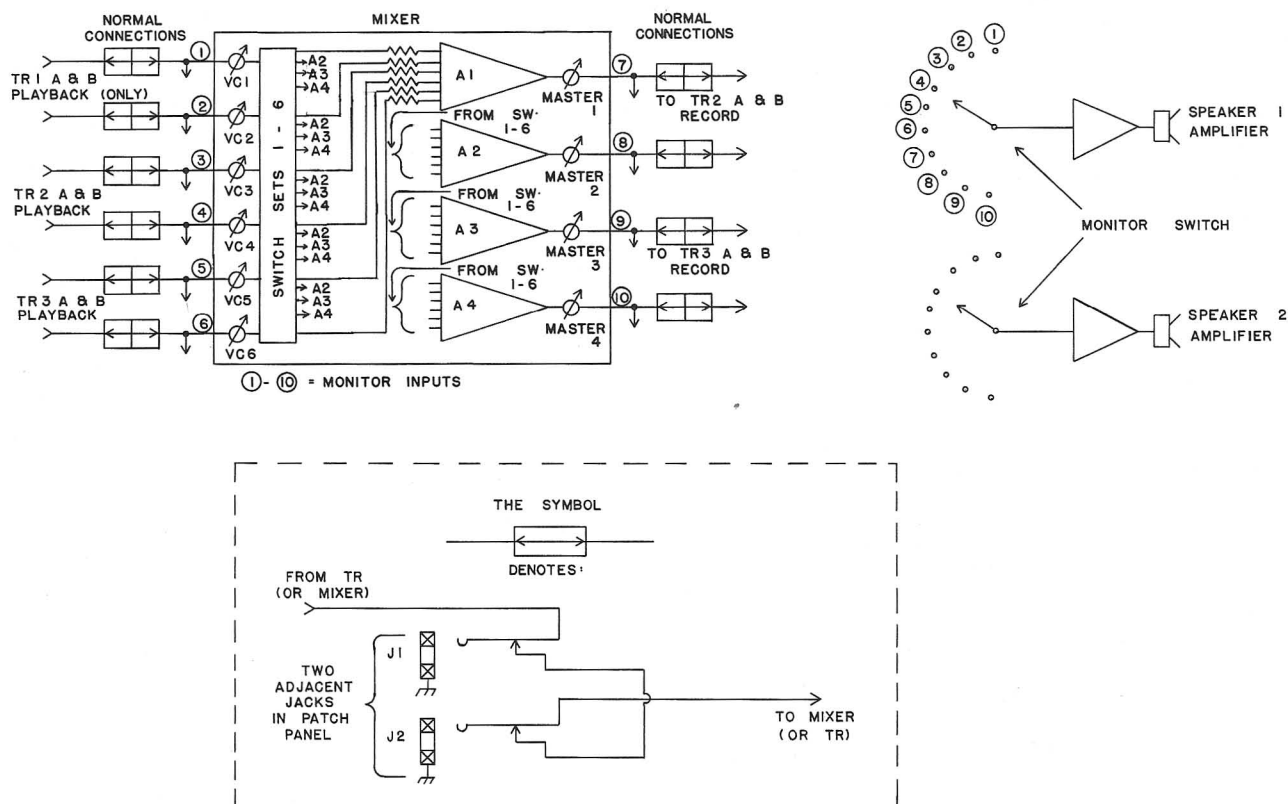 NORMAL
CONNECTIONS
MIXER
NORMAL
CONNECTIONS
TR 1 A & B
PLAYBACK (ONLY)
TR2 A & B
PLAYBACK
TR3 A & B
PLAYBACK
1
2
3
4
5
6
VC1
VC2
VC3
VC4
VC5
VC6
SWITCH SETS 1-6
A2
A3
A4
A2
A3
A4
A2
A3
A4
A2
A3
A4
A2
A3
A4
A1
FROM SW.
1-6
A2
FROM SW.
1-6
A3
FROM SW.
1-6
A4
MASTER
1
MASTER
2
MASTER
3
MASTER
4
7
8
9
10
TO TR2 A & B
RECORD
TO TR3 A & B
RECORD
1 - 10 = MONITOR INPUTS
1
2
3
4
5
6
7
8
9
10
SPEAKER 1
AMPLIFIER
MONITOR SWITCH
SPEAKER 2
AMPLIFIER
THE SYMBOL
DENOTES:
FROM TR
(OR MIXER)
J1
TWO
ADJACENT
JACKS
IN PATCH
PANEL
J2
TO MIXER
(OR TR)